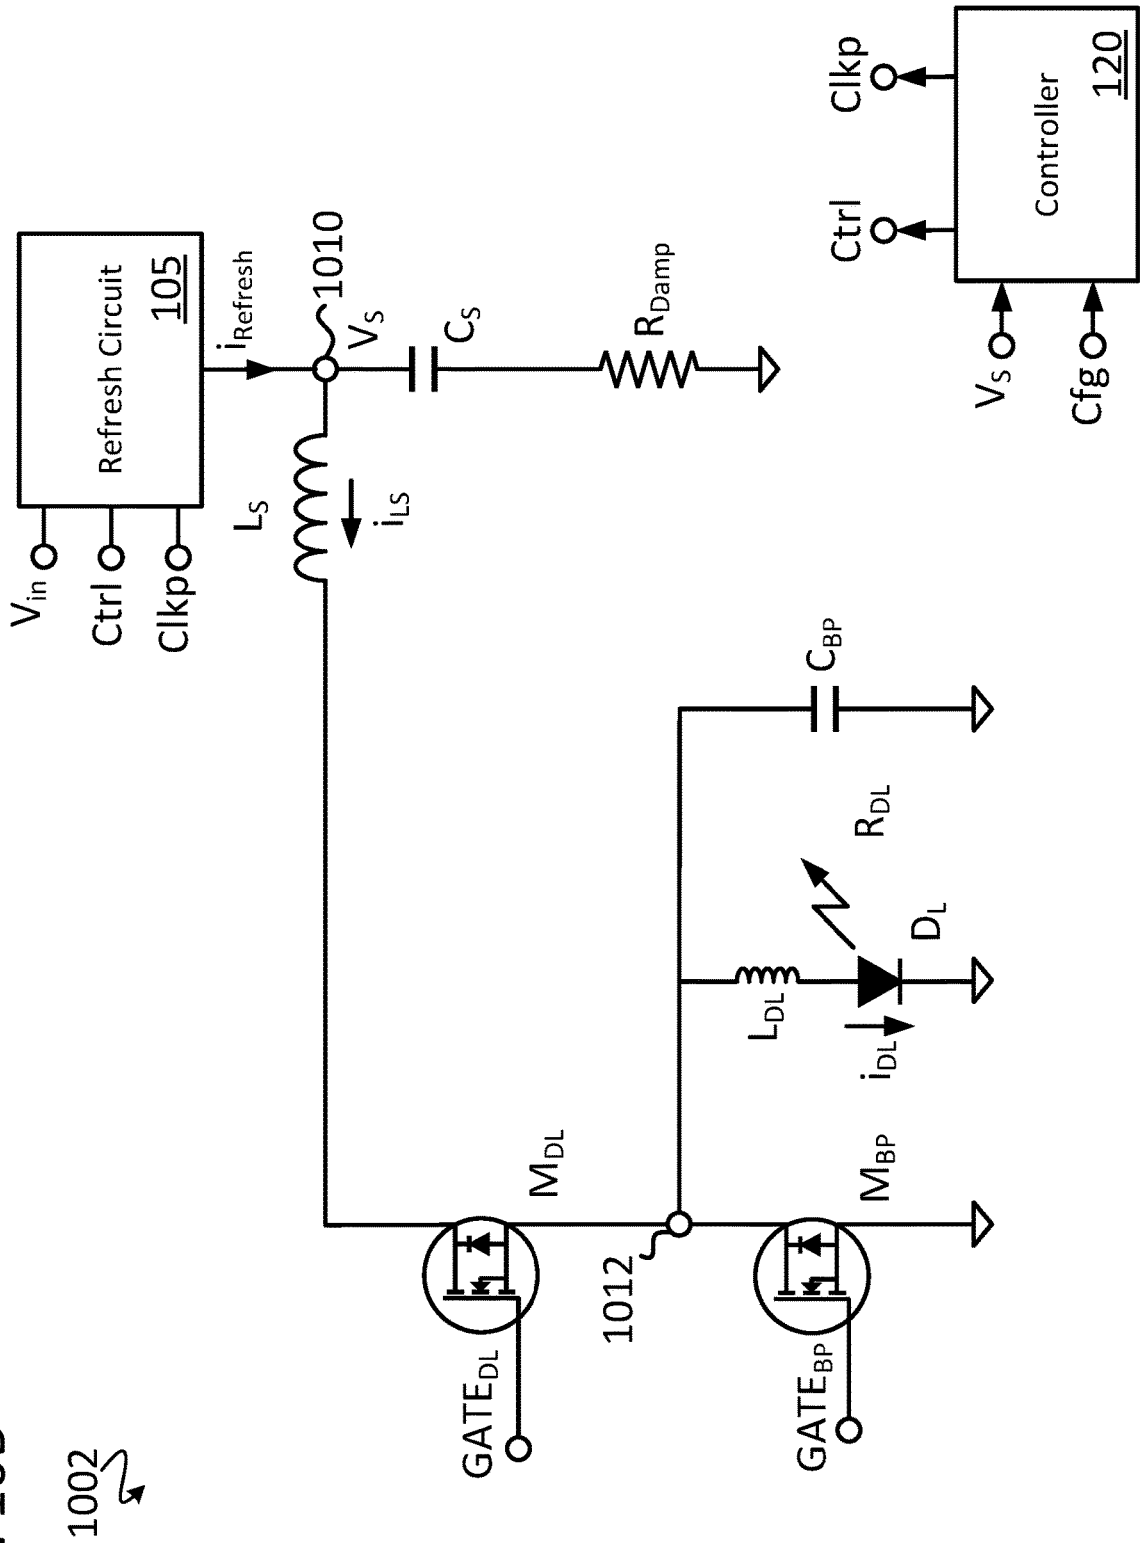 1002
V_in
Ctrl
Clkp
Refresh Circuit
105
i_Refresh
1010
V_S
C_S
R_Damp
L_S
i_LS
Clkp
Ctrl
Controller
120
V_S
Cfg
C_BP
R_DL
D_L
L_DL
i_DL
M_DL
1012
M_BP
GATE_DL
GATE_BP